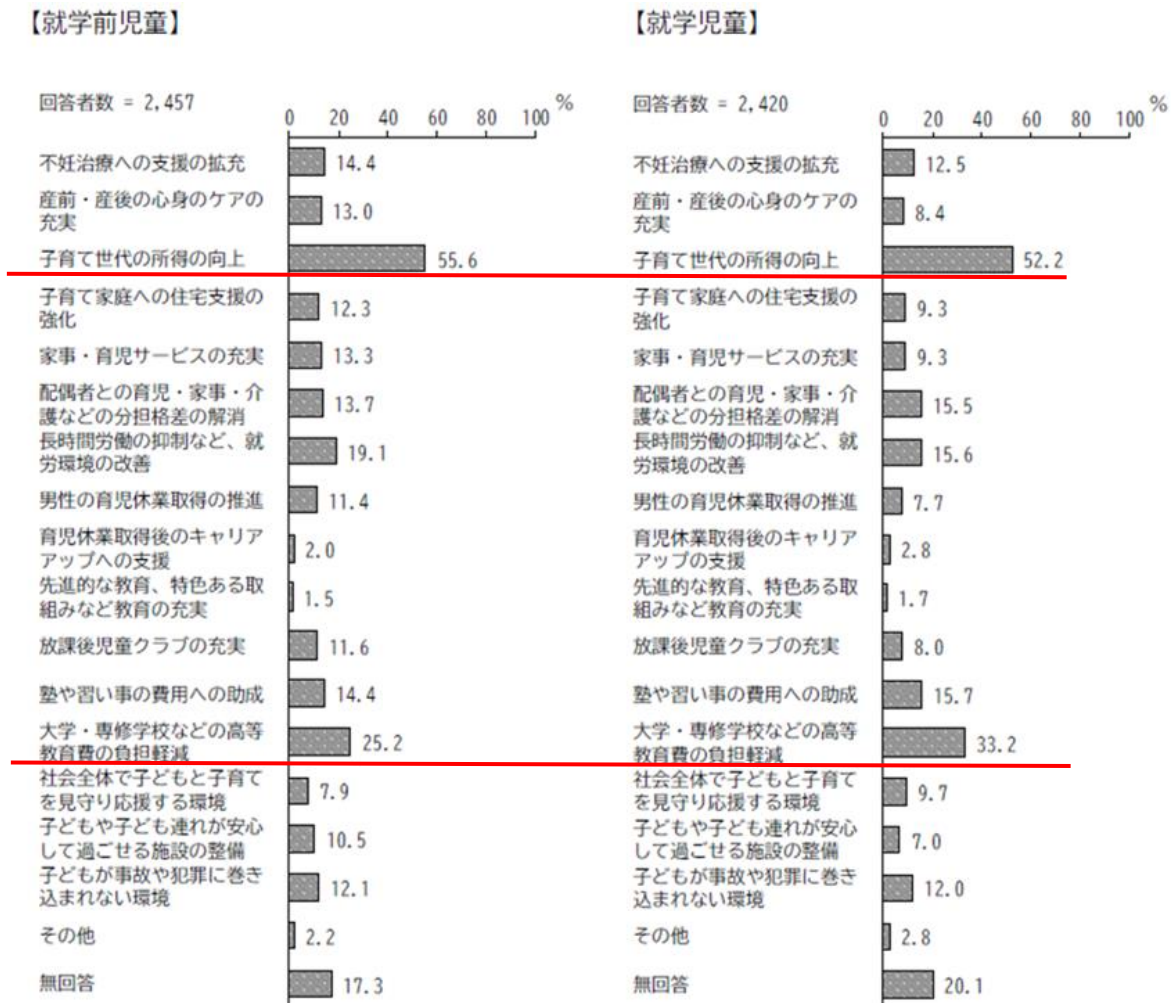 【就学前児童】
回答者数 = 2,457
0 20 40 60 80 100 %
不妊治療への支援の拡充 14.4
産前・産後の心身のケアの
充実 13.0
子育て世代の所得の向上 55.6
子育て家庭への住宅支援の
強化 12.3
家事・育児サービスの充実 13.3
配偶者との育児・家事・介
護などの分担格差の解消 13.7
長時間労働の抑制など、就
労環境の改善 19.1
男性の育児休業取得の推進 11.4
育児休業取得後のキャリア
アップへの支援 2.0
先進的な教育、特色ある取
組みなど教育の充実 1.5
放課後児童クラブの充実 11.6
塾や習い事の費用への助成 14.4
大学・専修学校などの高等
教育費の負担軽減 25.2
社会全体で子どもと子育て
を見守り応援する環境 7.9
子どもや子ども連れが安心
して過ごせる施設の整備 10.5
子どもが事故や犯罪に巻き
込まれない環境 12.1
その他 2.2
無回答 17.3
【就学児童】
回答者数 = 2,420
0 20 40 60 80 100 %
不妊治療への支援の拡充 12.5
産前・産後の心身のケアの
充実 8.4
子育て世代の所得の向上 52.2
子育て家庭への住宅支援の
強化 9.3
家事・育児サービスの充実 9.3
配偶者との育児・家事・介
護などの分担格差の解消 15.5
長時間労働の抑制など、就
労環境の改善 15.6
男性の育児休業取得の推進 7.7
育児休業取得後のキャリア
アップの支援 2.8
先進的な教育、特色ある取
組みなど教育の充実 1.7
放課後児童クラブの充実 8.0
塾や習い事の費用への助成 15.7
大学・専修学校などの高等
教育費の負担軽減 33.2
社会全体で子どもと子育て
を見守り応援する環境 9.7
子どもや子ども連れが安心
して過ごせる施設の整備 7.0
子どもが事故や犯罪に巻き
込まれない環境 12.0
その他 2.8
無回答 20.1